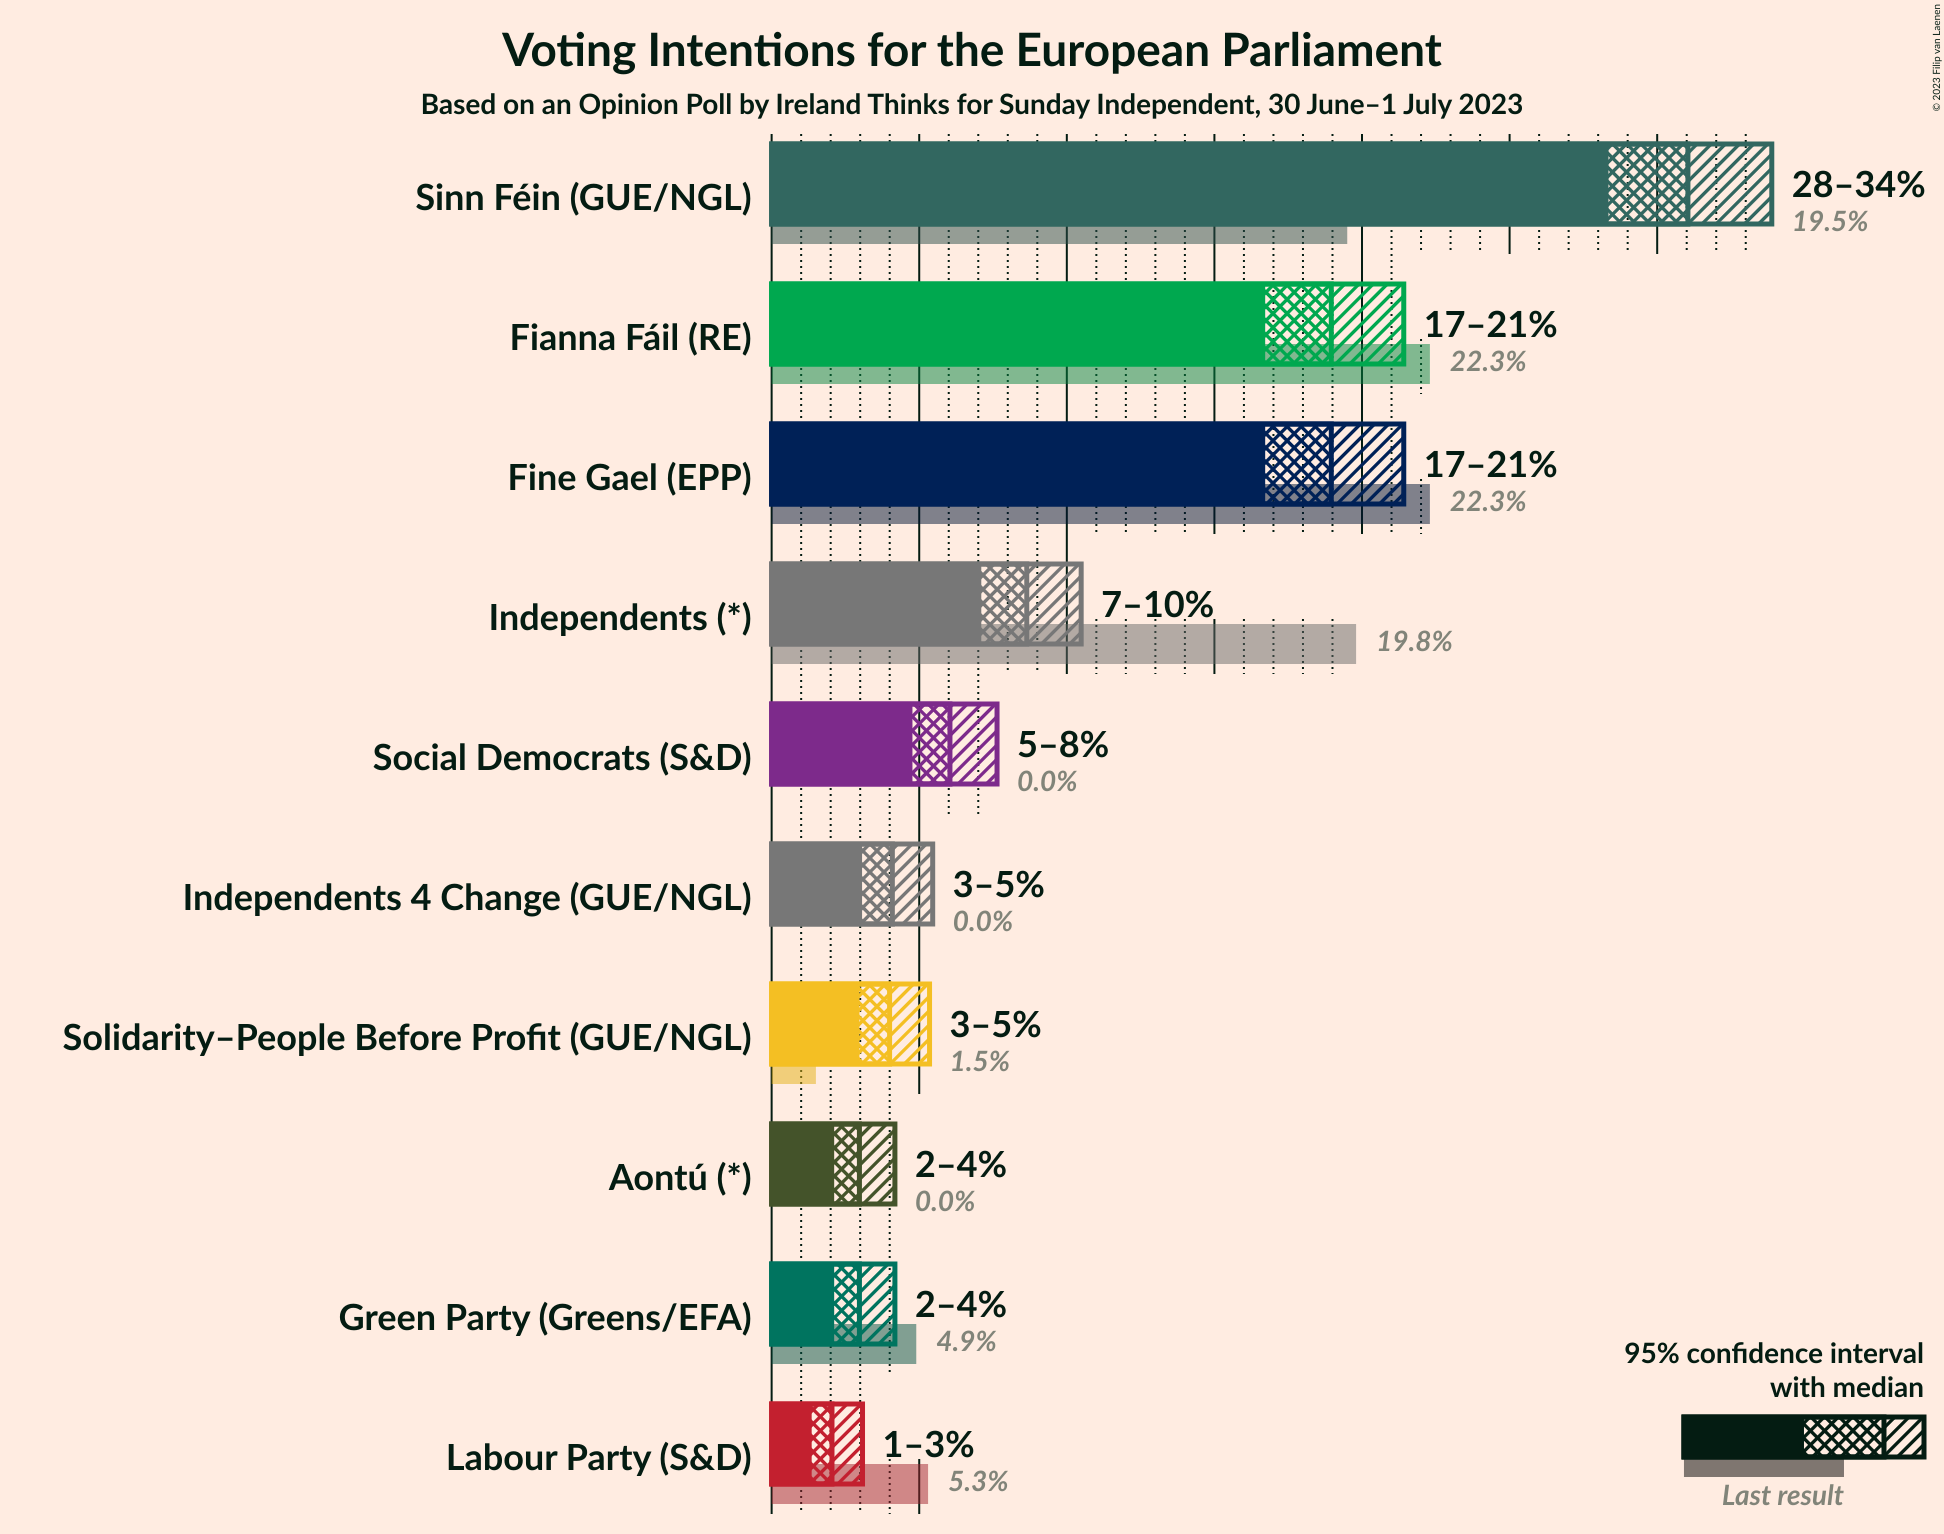 Voting Intentions for the European Parliament
Based on an Opinion Poll by Ireland Thinks for Sunday Independent, 30 June–1 July 2023
© 2023 Filip van Laenen
Sinn Féin (GUE/NGL)
28–34%
19.5%
Fianna Fáil (RE)
17–21%
22.3%
Fine Gael (EPP)
17–21%
22.3%
Independents (*)
7–10%
19.8%
Social Democrats (S&D)
5–8%
0.0%
Independents 4 Change (GUE/NGL)
3–5%
0.0%
Solidarity–People Before Profit (GUE/NGL)
3–5%
1.5%
Aontú (*)
2–4%
0.0%
Green Party (Greens/EFA)
2–4%
4.9%
Labour Party (S&D)
1–3%
5.3%
95% confidence interval
with median
Last result